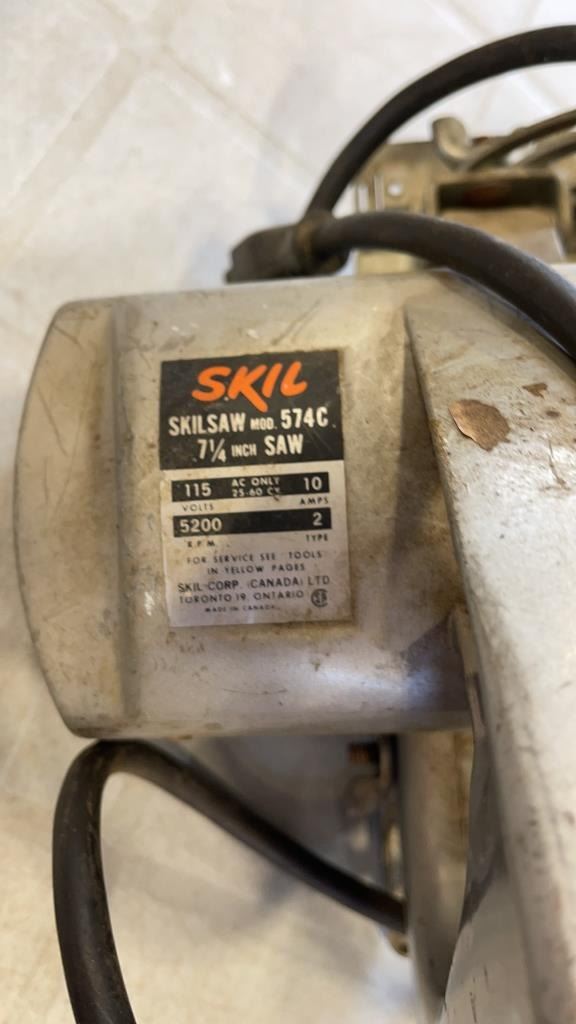 SKIL
SKILSAW MOD. 574C
7¼ INCH SAW
115 AC ONLY 10
25-60 CY
VOLTS AMPS
5200 2
R.P.M. TYPE
FOR SERVICE SEE "TOOLS
IN YELLOW PAGES
SKIL-CORP. (CANADA) LTD.
TORONTO 19, ONTARIO
MADE IN CANADA